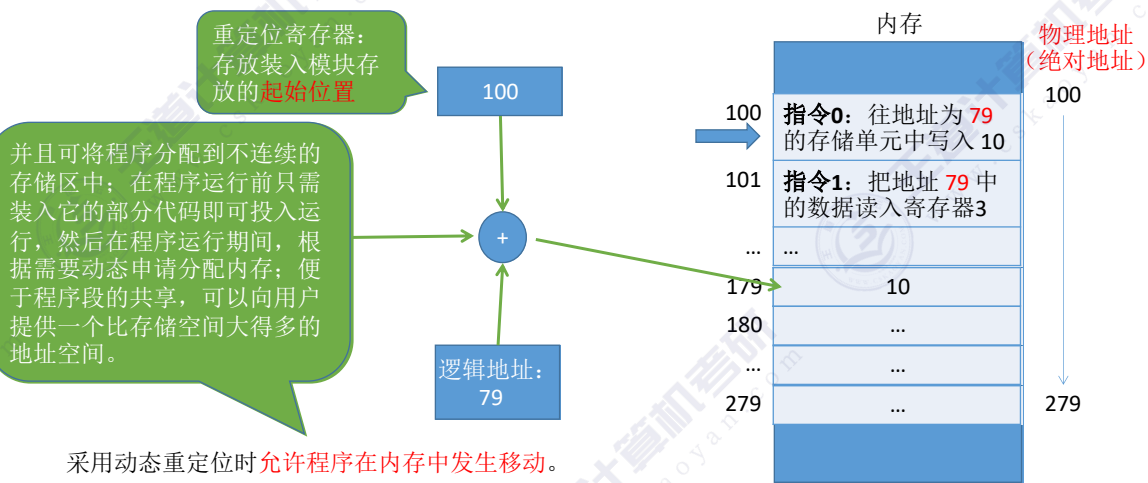 重定位寄存器：
存放装入模块存
放的起始位置
100
并且可将程序分配到不连续的
存储区中；在程序运行前只需
装入它的部分代码即可投入运
行，然后在程序运行期间，根
据需要动态申请分配内存；便
于程序段的共享，可以向用户
提供一个比存储空间大得多的
地址空间。
+
逻辑地址：
79
采用动态重定位时允许程序在内存中发生移动。
内存
物理地址
（绝对地址）
100
100
指令0：往地址为 79
的存储单元中写入 10
101
指令1：把地址 79 中
的数据读入寄存器3
... ...
179 10
180 ...
... ...
279 ...
279